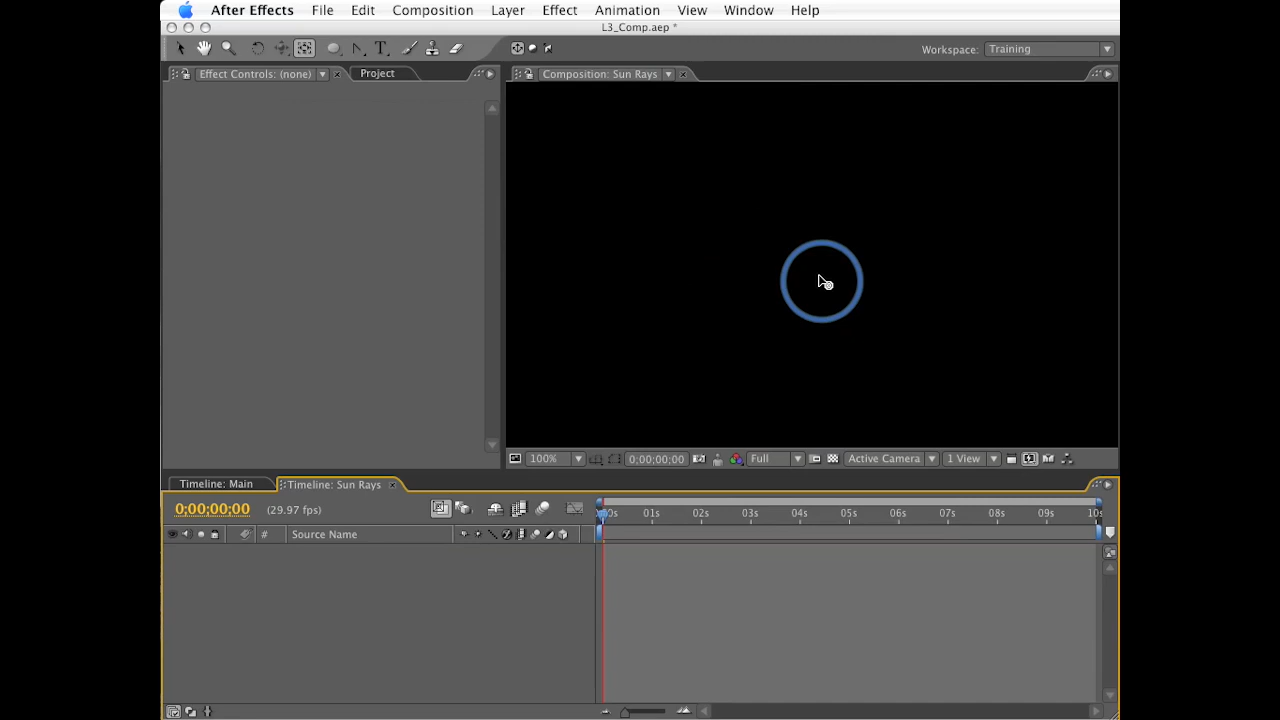 After Effects File Edit Composition Layer Effect Animation View Window Help
L3_Comp.aep *
T Workspace: Training
Effect Controls: (none) Project Composition: Sun Rays
100% 0;00;00;00 Full Active Camera 1 View
Timeline: Main Timeline: Sun Rays
0;00;00;00 (29.97 fps) 0s 01s 02s 03s 04s 05s 06s 07s 08s 09s 10s
# Source Name